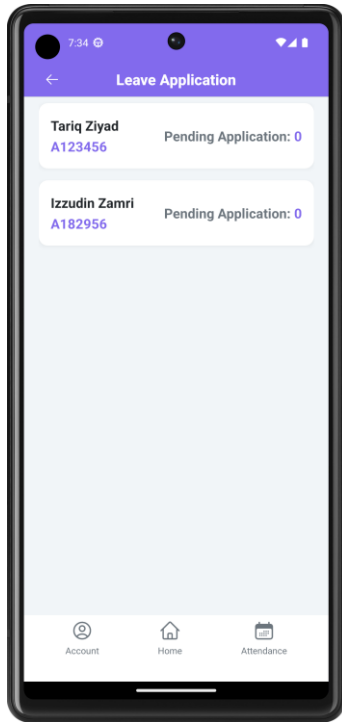 7:34
Leave Application
Tariq Ziyad
A123456
Pending Application: 0
Izzudin Zamri
A182956
Pending Application: 0
Account
Home
Attendance